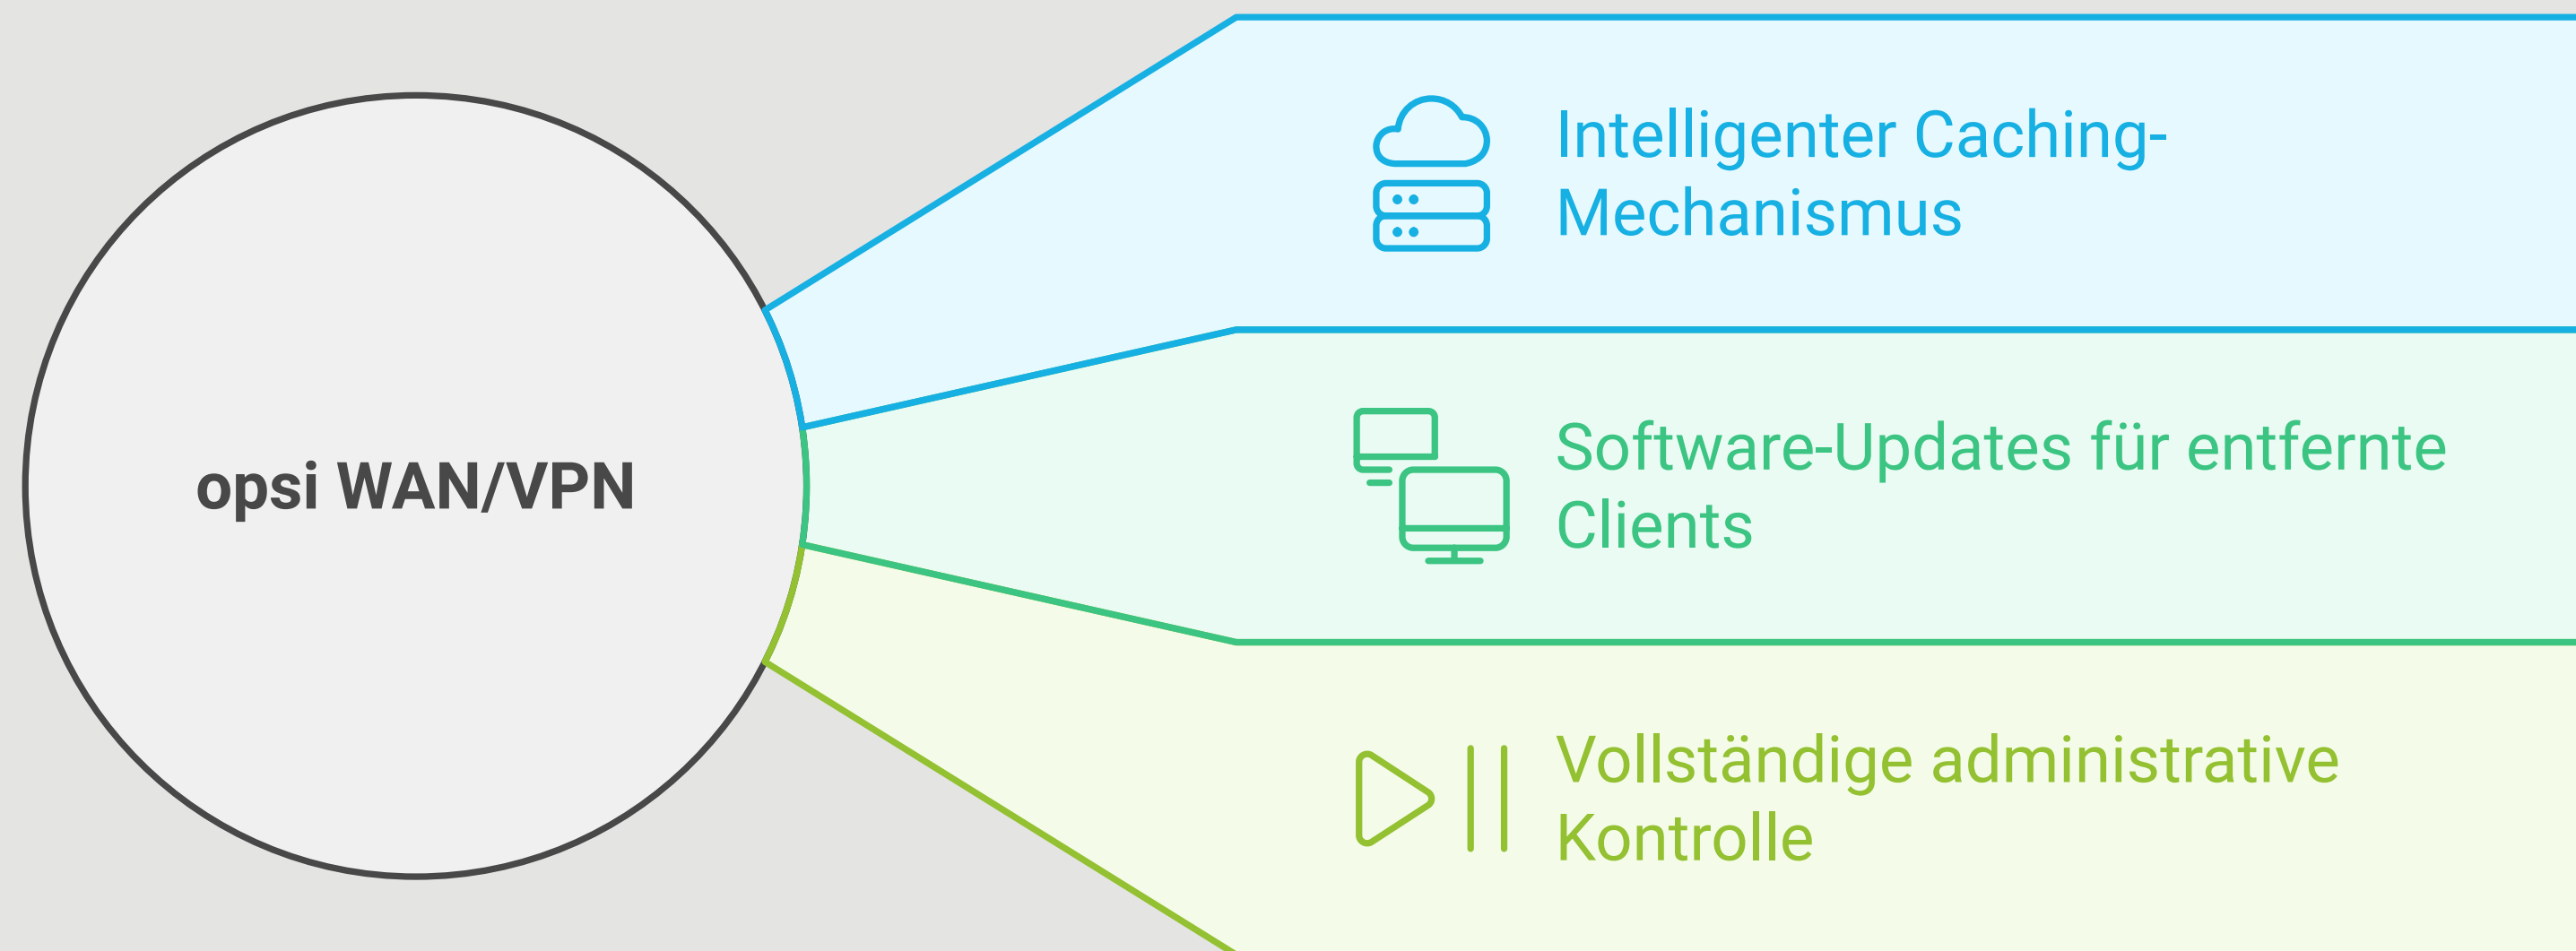 opsi WAN/VPN
Intelligenter Caching-
Mechanismus
Software-Updates für entfernte
Clients
Vollständige administrative
Kontrolle